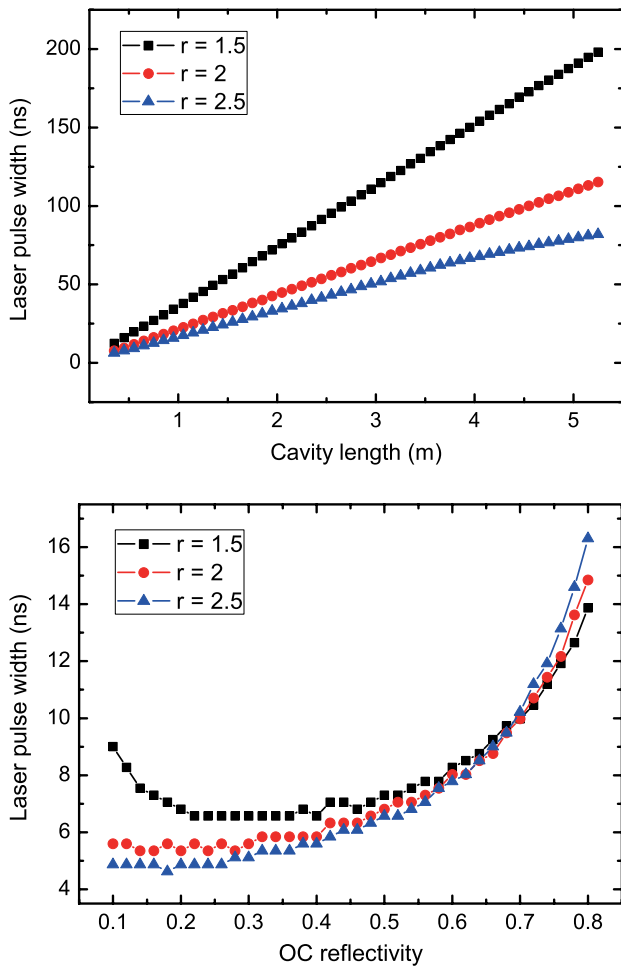 200
150
100
50
0
Laser pulse width (ns)
r = 1.5
r = 2
r = 2.5
1
2
3
4
5
Cavity length (m)
16
14
12
10
8
6
4
Laser pulse width (ns)
r = 1.5
r = 2
r = 2.5
0.1
0.2
0.3
0.4
0.5
0.6
0.7
0.8
OC reflectivity